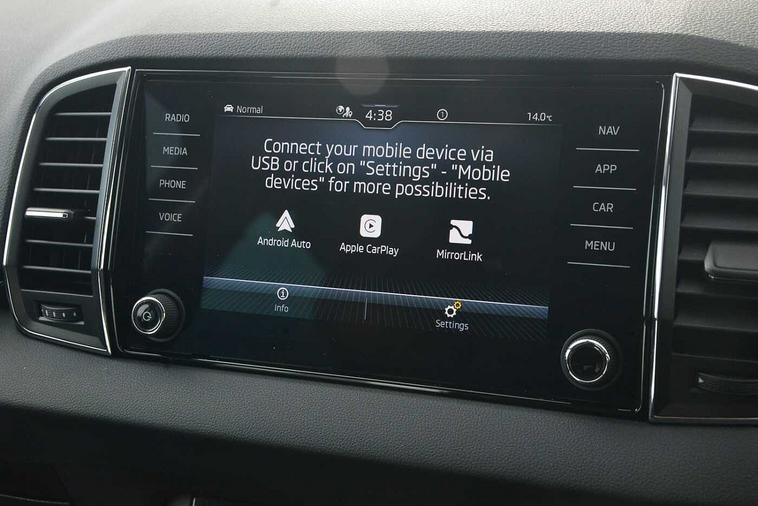 RADIO
MEDIA
PHONE
VOICE
Normal
4:38
1
14.0°C
Connect your mobile device via
USB or click on "Settings" - "Mobile
devices" for more possibilities.
Android Auto
Apple CarPlay
MirrorLink
Info
Settings
NAV
APP
CAR
MENU